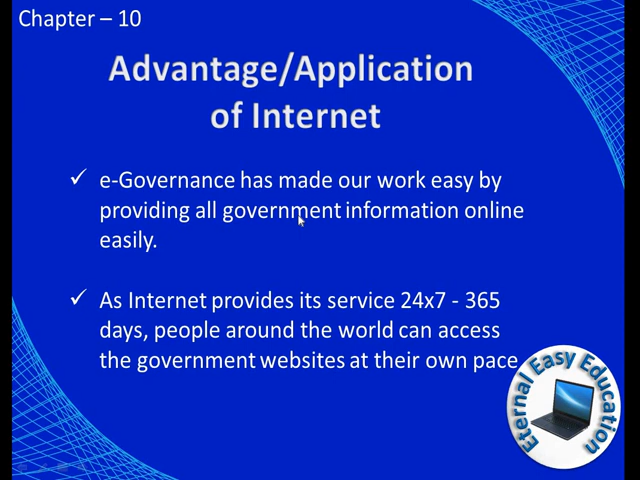 Chapter – 10
Advantage/Application
of Internet
✓ e-Governance has made our work easy by
providing all government information online
easily.
✓ As Internet provides its service 24x7 - 365
days, people around the world can access
the government websites at their own pace
Eternal Easy Education